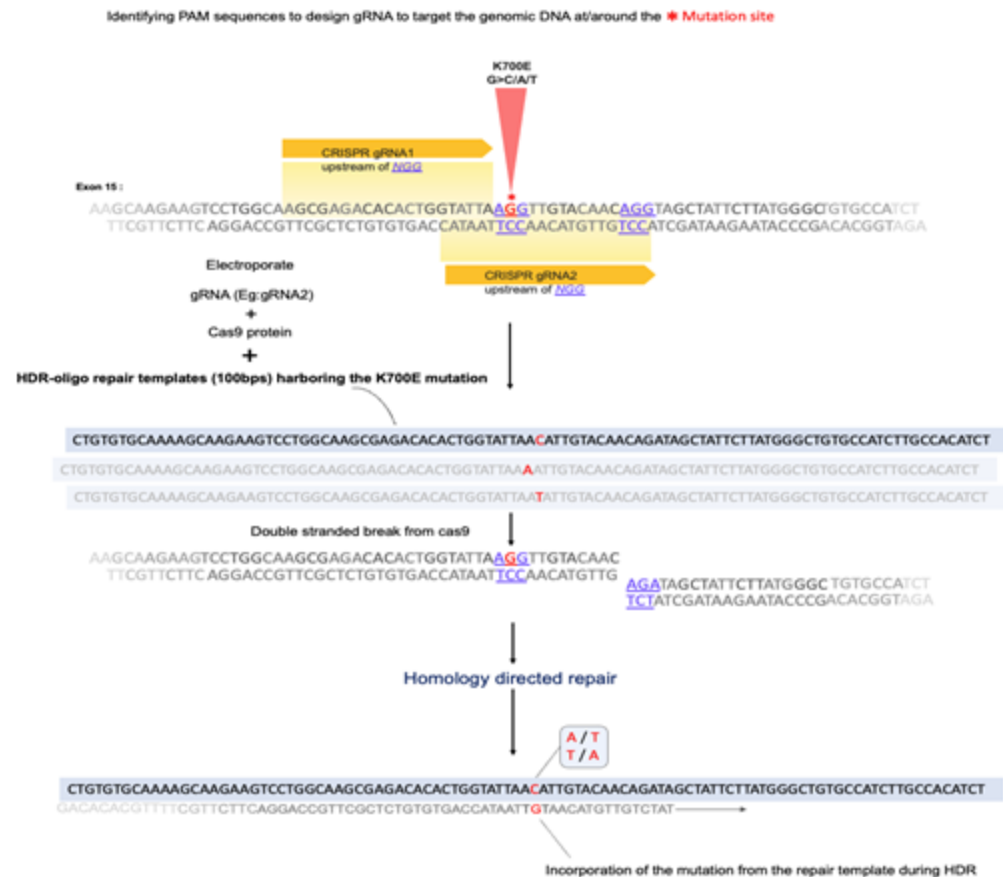 Identifying PAM sequences to design gRNA to target the genomic DNA at/around the * Mutation site
K700E
G>C/A/T
CRISPR gRNA1
upstream of NGG
Exon 15 :
AAGCAAGAAGTCCTGGCAAGCGAGACACACTGGTATTAAGGTTGTACAACAGGTAGCTATTCTTATGGGCTGTGCCATCT
TTCGTTCTTCAGGACCGTTCGCTCTGTGTGACCATAATTCCAACATGTTGTCCATCGATAAGAATACCCGACACGGTAGA
CRISPR gRNA2
upstream of NGG
Electroporate
gRNA (Eg:gRNA2)
+
Cas9 protein
+
HDR-oligo repair templates (100bps) harboring the K700E mutation
CTGTGTGCAAAAGCAAGAAGTCCTGGCAAGCGAGACACACTGGTATTAACATTGTACAACAGATAGCTATTCTTATGGGCTGTGCCATCTTGCCACATCT
CTGTGTGCAAAAGCAAGAAGTCCTGGCAAGCGAGACACACTGGTATTAAAATTGTACAACAGATAGCTATTCTTATGGGCTGTGCCATCTTGCCACATCT
CTGTGTGCAAAAGCAAGAAGTCCTGGCAAGCGAGACACACTGGTATTAATATTGTACAACAGATAGCTATTCTTATGGGCTGTGCCATCTTGCCACATCT
Double stranded break from cas9
AAGCAAGAAGTCCTGGCAAGCGAGACACACTGGTATTAAGGTTGTACAAC
TTCGTTCTTCAGGACCGTTCGCTCTGTGTGACCATAATTCCAACATGTTG
AGATAGCTATTCTTATGGGC TGTGCCATCT
TCTATCGATAAGAATACCCGACACGGTAGA
Homology directed repair
A / T
T / A
CTGTGTGCAAAAGCAAGAAGTCCTGGCAAGCGAGACACACTGGTATTAACATTGTACAACAGATAGCTATTCTTATGGGCTGTGCCATCTTGCCACATCT
GACACACGTTTTCGTTCTTCAGGACCGTTCGCTCTGTGTGACCATAATTGTAACATGTTGTCTAT
Incorporation of the mutation from the repair template during HDR